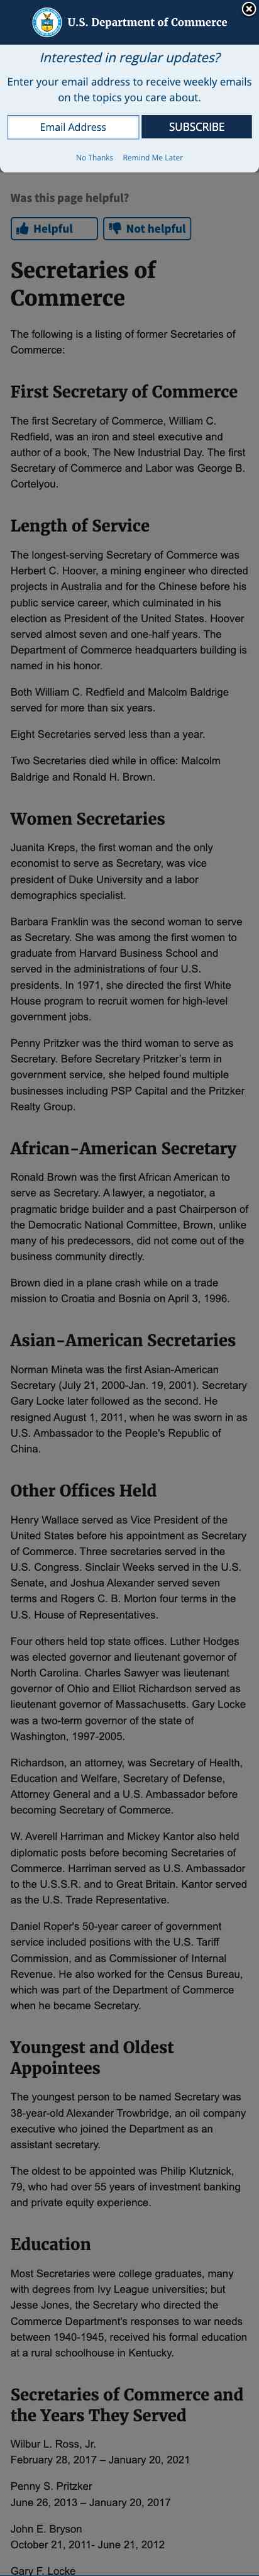 U.S. Department of Commerce
Interested in regular updates?
Enter your email address to receive weekly emails
on the topics you care about.
Email Address
SUBSCRIBE
No Thanks
Remind Me Later
Was this page helpful?
Helpful
Not helpful
Secretaries of
Commerce
The following is a listing of former Secretaries of
Commerce:
First Secretary of Commerce
The first Secretary of Commerce, William C.
Redfield, was an iron and steel executive and
author of a book, The New Industrial Day. The first
Secretary of Commerce and Labor was George B.
Cortelyou.
Length of Service
The longest-serving Secretary of Commerce was
Herbert C. Hoover, a mining engineer who directed
projects in Australia and for the Chinese before his
public service career, which culminated in his
election as President of the United States. Hoover
served almost seven and one-half years. The
Department of Commerce headquarters building is
named in his honor.
Both William C. Redfield and Malcolm Baldrige
served for more than six years.
Eight Secretaries served less than a year.
Two Secretaries died while in office: Malcolm
Baldrige and Ronald H. Brown.
Women Secretaries
Juanita Kreps, the first woman and the only
economist to serve as Secretary, was vice
president of Duke University and a labor
demographics specialist.
Barbara Franklin was the second woman to serve
as Secretary. She was among the first women to
graduate from Harvard Business School and
served in the administrations of four U.S.
presidents. In 1971, she directed the first White
House program to recruit women for high-level
government jobs.
Penny Pritzker was the third woman to serve as
Secretary. Before Secretary Pritzker's term in
government service, she helped found multiple
businesses including PSP Capital and the Pritzker
Realty Group.
African-American Secretary
Ronald Brown was the first African American to
serve as Secretary. A lawyer, a negotiator, a
pragmatic bridge builder and a past Chairperson of
the Democratic National Committee, Brown, unlike
many of his predecessors, did not come out of the
business community directly.
Brown died in a plane crash while on a trade
mission to Croatia and Bosnia on April 3, 1996.
Asian-American Secretaries
Norman Mineta was the first Asian-American
Secretary (July 21, 2000-Jan. 19, 2001). Secretary
Gary Locke later followed as the second. He
resigned August 1, 2011, when he was sworn in as
U.S. Ambassador to the People's Republic of
China.
Other Offices Held
Henry Wallace served as Vice President of the
United States before his appointment as Secretary
of Commerce. Three secretaries served in the
U.S. Congress. Sinclair Weeks served in the U.S.
Senate, and Joshua Alexander served seven
terms and Rogers C. B. Morton four terms in the
U.S. House of Representatives.
Four others held top state offices. Luther Hodges
was elected governor and lieutenant governor of
North Carolina. Charles Sawyer was lieutenant
governor of Ohio and Elliot Richardson served as
lieutenant governor of Massachusetts. Gary Locke
was a two-term governor of the state of
Washington, 1997-2005.
Richardson, an attorney, was Secretary of Health,
Education and Welfare, Secretary of Defense,
Attorney General and a U.S. Ambassador before
becoming Secretary of Commerce.
W. Averell Harriman and Mickey Kantor also held
diplomatic posts before becoming Secretaries of
Commerce. Harriman served as U.S. Ambassador
to the U.S.S.R. and to Great Britain. Kantor served
as the U.S. Trade Representative.
Daniel Roper's 50-year career of government
service included positions with the U.S. Tariff
Commission, and as Commissioner of Internal
Revenue. He also worked for the Census Bureau,
which was part of the Department of Commerce
when he became Secretary.
Youngest and Oldest
Appointees
The youngest person to be named Secretary was
38-year-old Alexander Trowbridge, an oil company
executive who joined the Department as an
assistant secretary.
The oldest to be appointed was Philip Klutznick,
79, who had over 55 years of investment banking
and private equity experience.
Education
Most Secretaries were college graduates, many
with degrees from Ivy League universities; but
Jesse Jones, the Secretary who directed the
Commerce Department's responses to war needs
between 1940-1945, received his formal education
at a rural schoolhouse in Kentucky.
Secretaries of Commerce and
the Years They Served
Wilbur L. Ross, Jr.
February 28, 2017 – January 20, 2021
Penny S. Pritzker
June 26, 2013 – January 20, 2017
John E. Bryson
October 21, 2011- June 21, 2012
Gary F. Locke